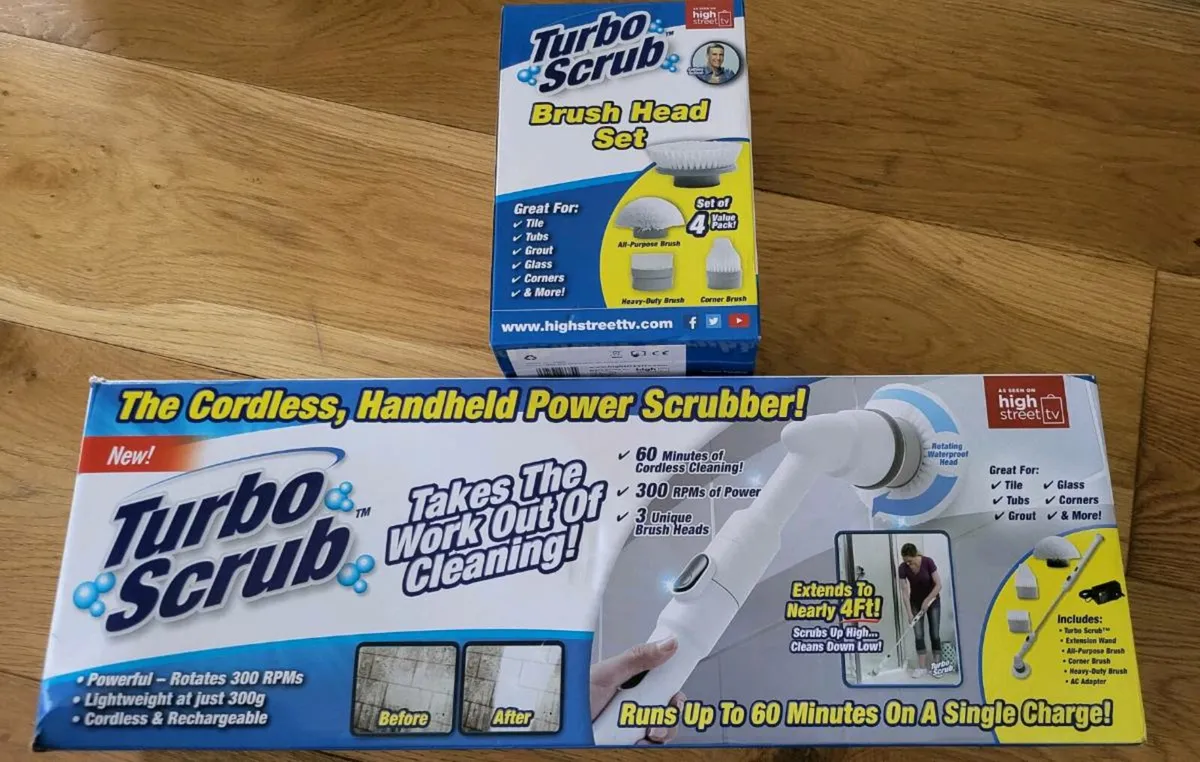 AS SEEN ON
high
street tv
Turbo
Scrub™
Brush Head
Set
Great For:
✓ Tile
✓ Tubs
✓ Grout
✓ Glass
✓ Corners
✓ & More!
Set of
4 Value
Pack!
All-Purpose Brush
Heavy-Duty Brush
Corner Brush
www.highstreettv.com
The Cordless, Handheld Power Scrubber!
New!
Turbo
Scrub™
Takes The
Work Out Of
Cleaning!
• Powerful – Rotates 300 RPMs
• Lightweight at just 300g
• Cordless & Rechargeable
Before
After
✓ 60 Minutes of
Cordless Cleaning!
✓ 300 RPMs of Power
✓ 3 Unique
Brush Heads
Rotating
Waterproof
Head
AS SEEN ON
high
street tv
Great For:
✓ Tile ✓ Glass
✓ Tubs ✓ Corners
✓ Grout ✓ & More!
Extends To
Nearly 4Ft!
Scrubs Up High...
Cleans Down Low!
Turbo
Scrub
Includes:
• Turbo Scrub™
• Extension Wand
• All-Purpose Brush
• Corner Brush
• Heavy-Duty Brush
• AC Adapter
Runs Up To 60 Minutes On A Single Charge!